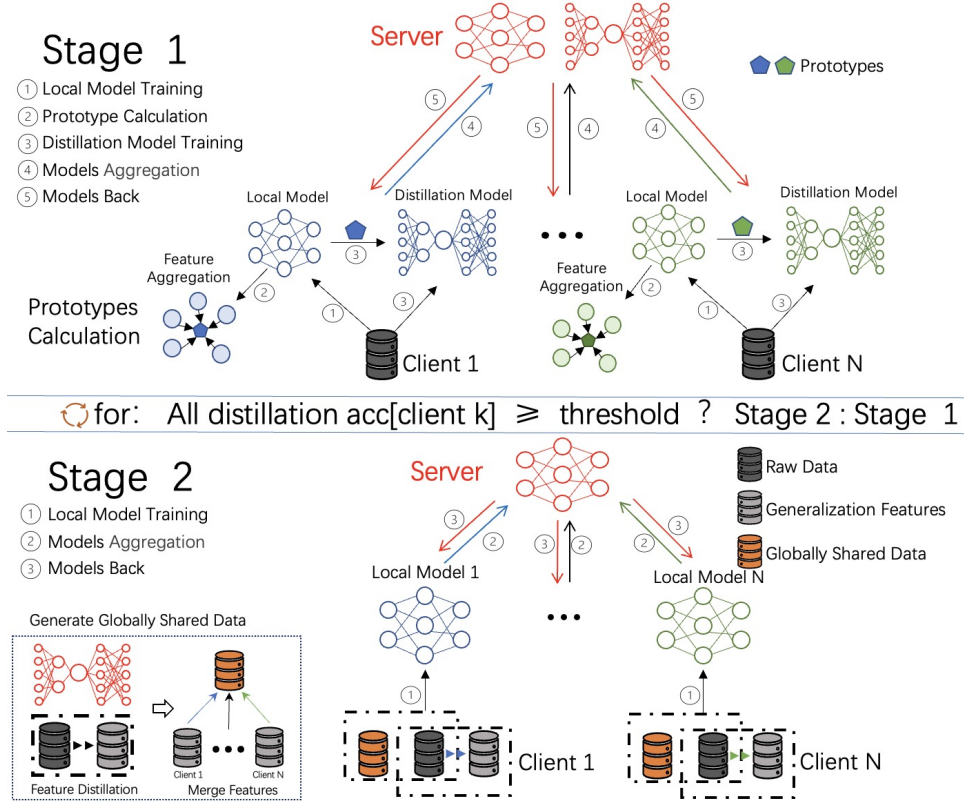 Stage 1
① Local Model Training
② Prototype Calculation
③ Distillation Model Training
④ Models Aggregation
⑤ Models Back
Server
Prototypes
⑤
④
⑤
④
⑤
④
Local Model
Distillation Model
③
Feature
Aggregation
②
①
③
Prototypes
Calculation
Client 1
...
Local Model
Distillation Model
③
Feature
Aggregation
②
①
③
Client N
for: All distillation acc[client k] ⩾ threshold ? Stage 2 : Stage 1
Stage 2
① Local Model Training
② Models Aggregation
③ Models Back
Server
Raw Data
Generalization Features
Globally Shared Data
③
②
③
②
③
②
Local Model 1
Local Model N
...
Generate Globally Shared Data
Client 1
...
Client N
Feature Distillation
Merge Features
①
Client 1
①
Client N